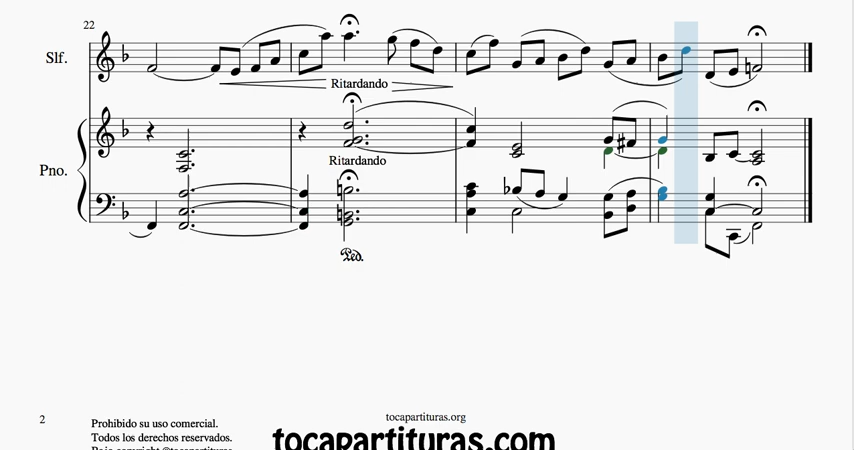 22
Slf.
Ritardando
Pno.
Ritardando
Ped.
2
Prohibido su uso comercial.
Todos los derechos reservados.
tocapartituras.org
tocapartituras.com